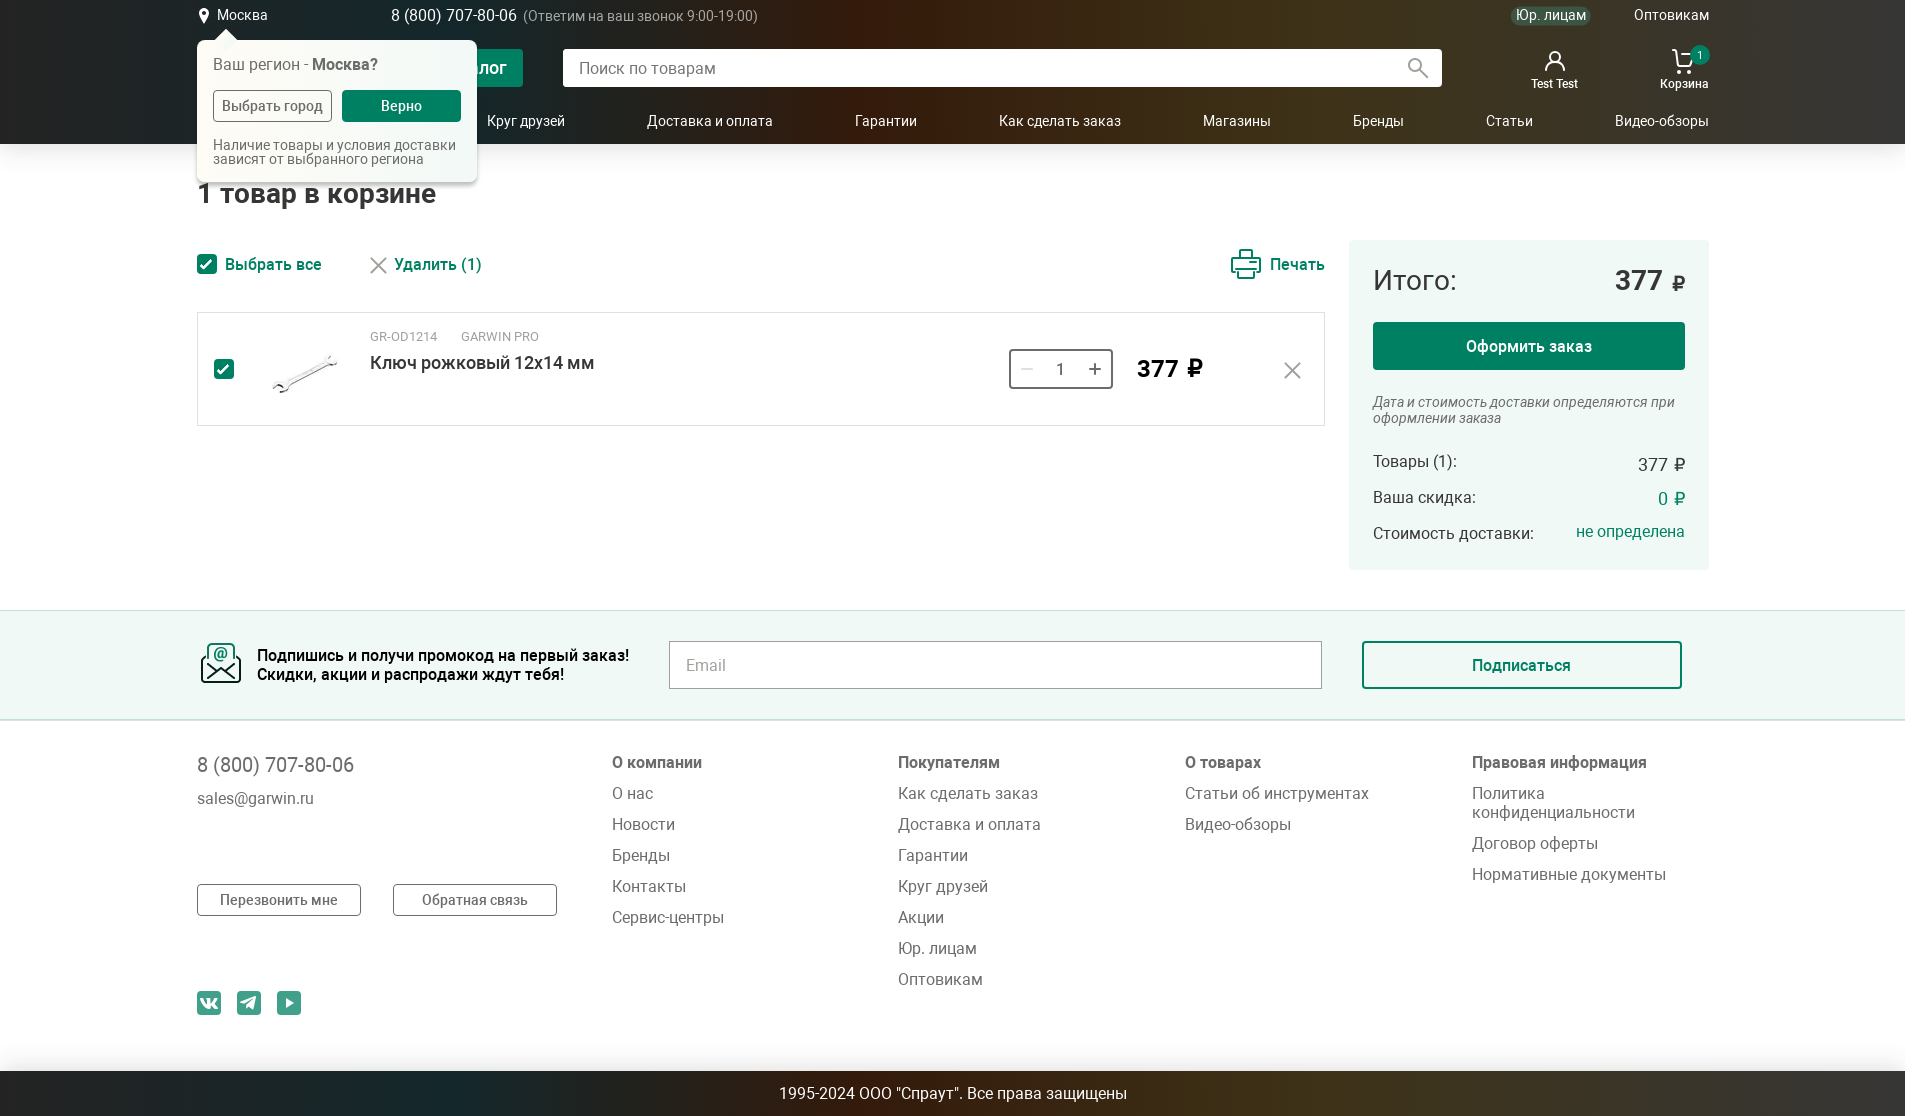 Москва
8 (800) 707-80-06 (Ответим на ваш звонок 9:00-19:00)
Юр. лицам
Оптовикам
Ваш регион - Москва?
Выбрать город
Верно
Наличие товары и условия доставки
зависят от выбранного региона
Поиск по товарам
Test Test
1
Корзина
Круг друзей
Доставка и оплата
Гарантии
Как сделать заказ
Магазины
Бренды
Статьи
Видео-обзоры
1 товар в корзине
Выбрать все
Удалить (1)
Печать
GR-OD1214 GARWIN PRO
Ключ рожковый 12х14 мм
1
377 ₽
Итого: 377 ₽
Оформить заказ
Дата и стоимость доставки определяются при
оформлении заказа
Товары (1): 377 ₽
Ваша скидка: 0 ₽
Стоимость доставки: не определена
Подпишись и получи промокод на первый заказ!
Скидки, акции и распродажи ждут тебя!
Email
Подписаться
8 (800) 707-80-06
sales@garwin.ru
Перезвонить мне
Обратная связь
О компании
О нас
Новости
Бренды
Контакты
Сервис-центры
Покупателям
Как сделать заказ
Доставка и оплата
Гарантии
Круг друзей
Акции
Юр. лицам
Оптовикам
О товарах
Статьи об инструментах
Видео-обзоры
Правовая информация
Политика
конфиденциальности
Договор оферты
Нормативные документы
1995-2024 ООО "Спраут". Все права защищены